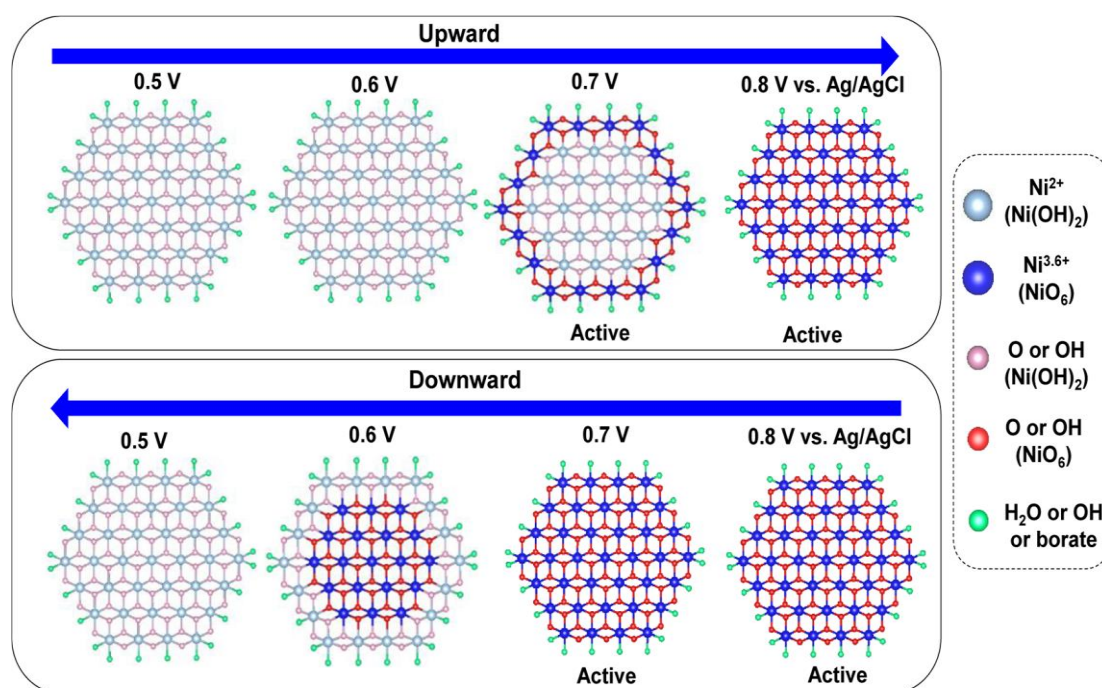 Upward
0.5 V
0.6 V
0.7 V
0.8 V vs. Ag/AgCl
Active
Active
Downward
0.5 V
0.6 V
0.7 V
0.8 V vs. Ag/AgCl
Active
Active
Ni²⁺
(Ni(OH)₂)
Ni³·⁶⁺
(NiO₆)
O or OH
(Ni(OH)₂)
O or OH
(NiO₆)
H₂O or OH
or borate